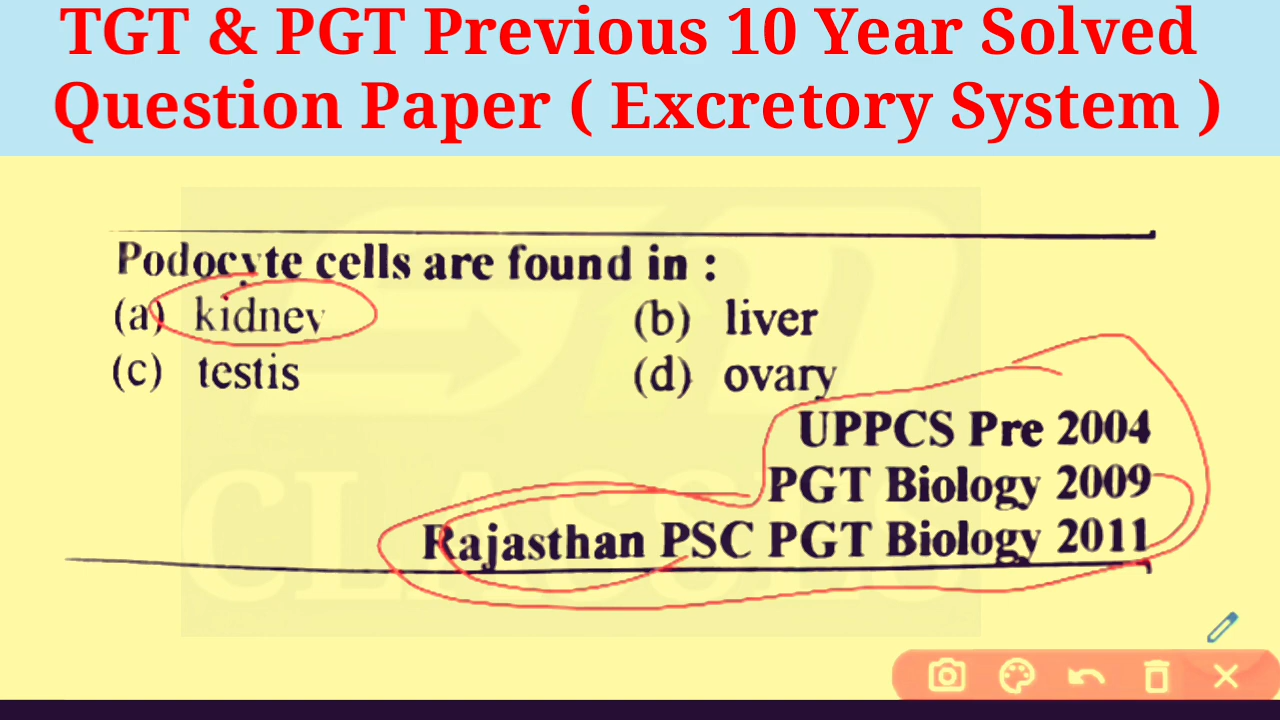 TGT & PGT Previous 10 Year Solved
Question Paper ( Excretory System )
Podocyte cells are found in :
(a) kidney (b) liver
(c) testis (d) ovary
UPPCS Pre 2004
PGT Biology 2009
Rajasthan PSC PGT Biology 2011
CLASSES